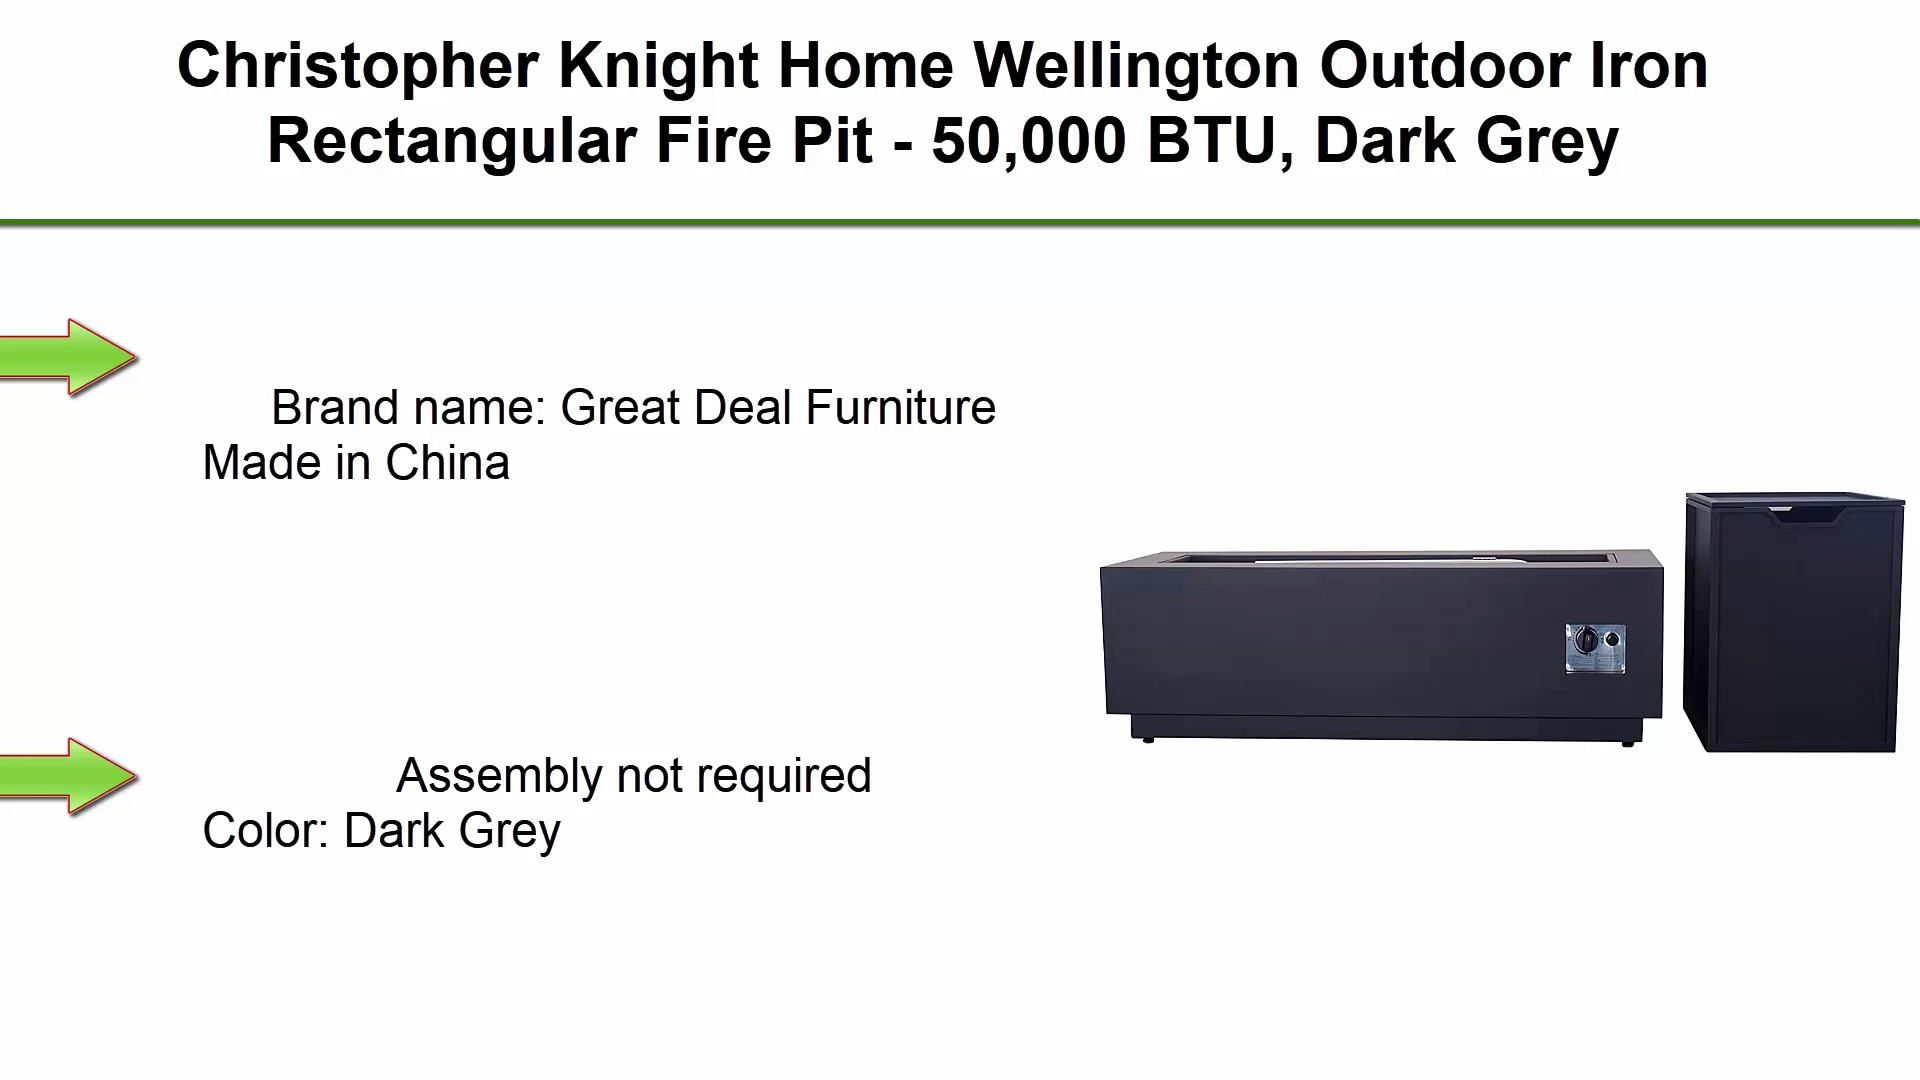 Christopher Knight Home Wellington Outdoor Iron
Rectangular Fire Pit - 50,000 BTU, Dark Grey
Brand name: Great Deal Furniture
Made in China
Assembly not required
Color: Dark Grey